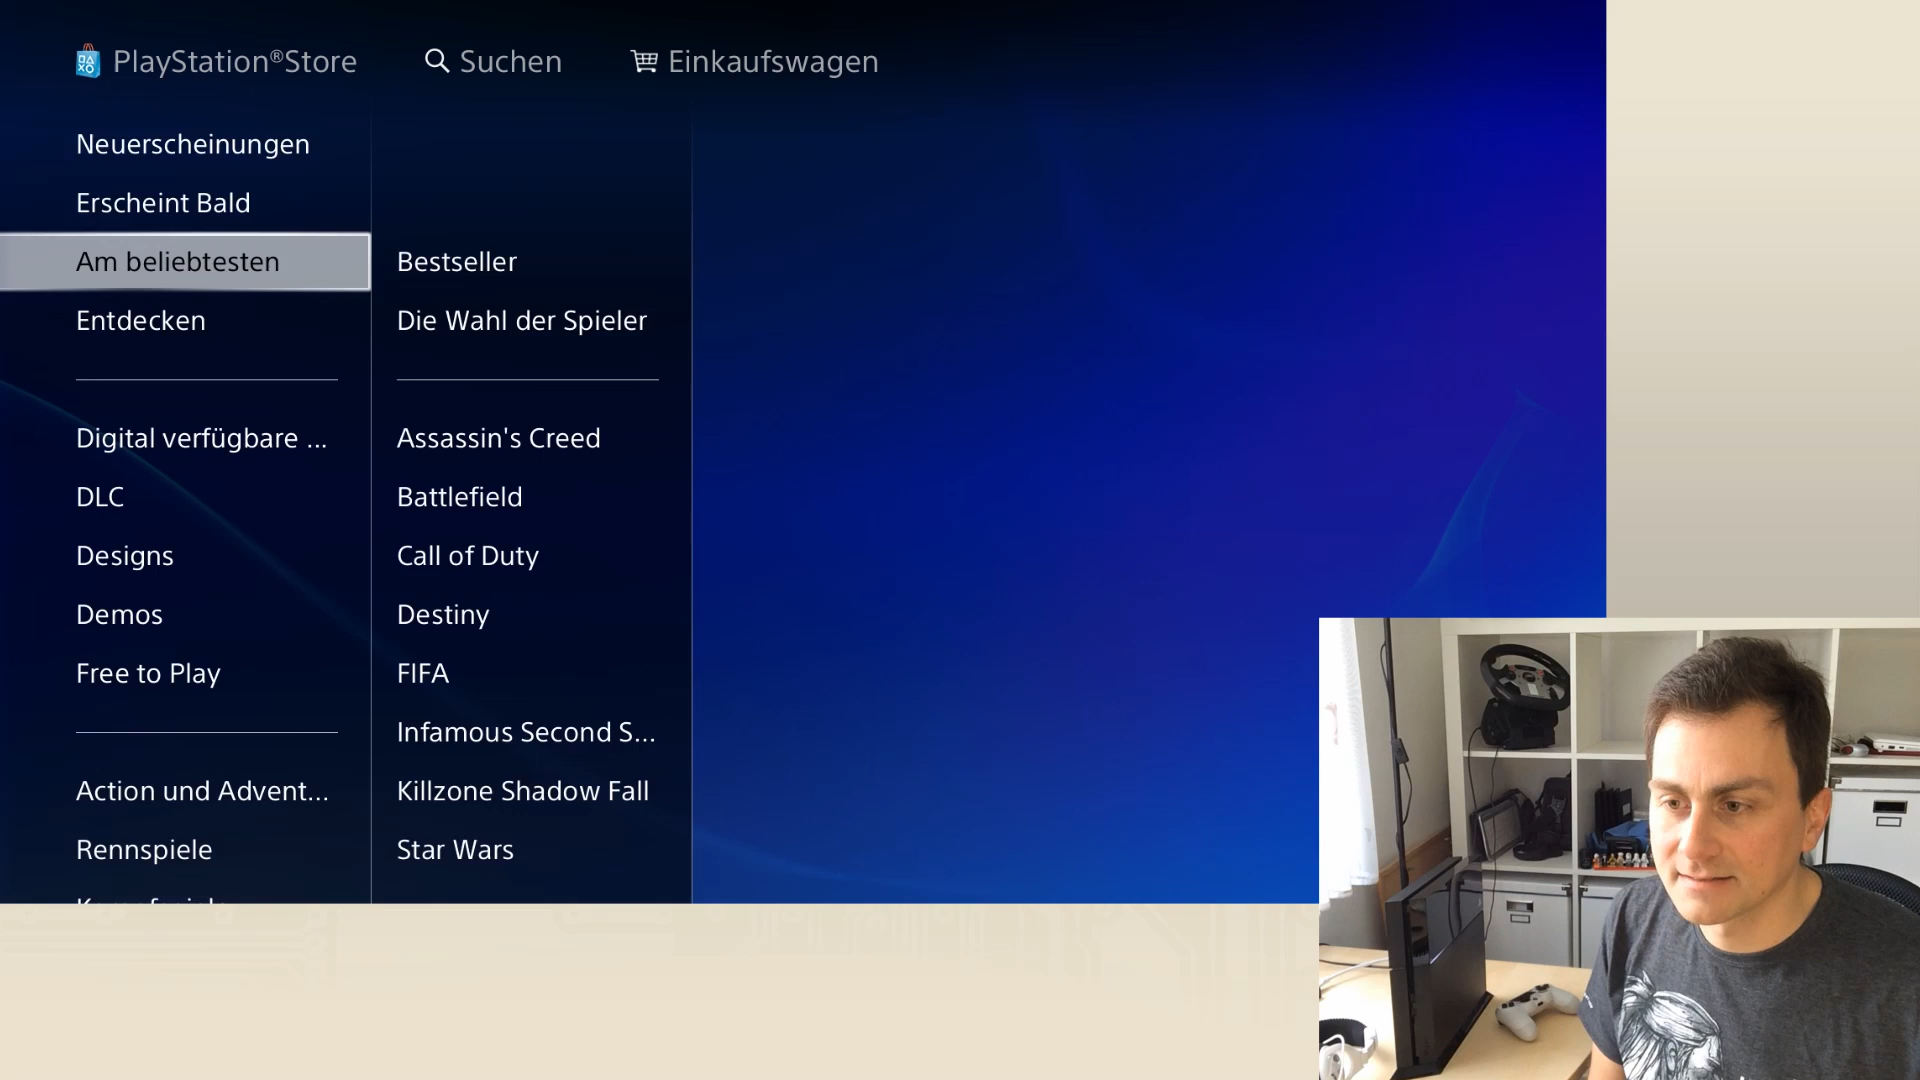 PlayStation®Store
Suchen
Einkaufswagen
Neuerscheinungen
Erscheint Bald
Am beliebtesten
Entdecken
Digital verfügbare ...
DLC
Designs
Demos
Free to Play
Action und Advent...
Rennspiele
Bestseller
Die Wahl der Spieler
Assassin's Creed
Battlefield
Call of Duty
Destiny
FIFA
Infamous Second S...
Killzone Shadow Fall
Star Wars